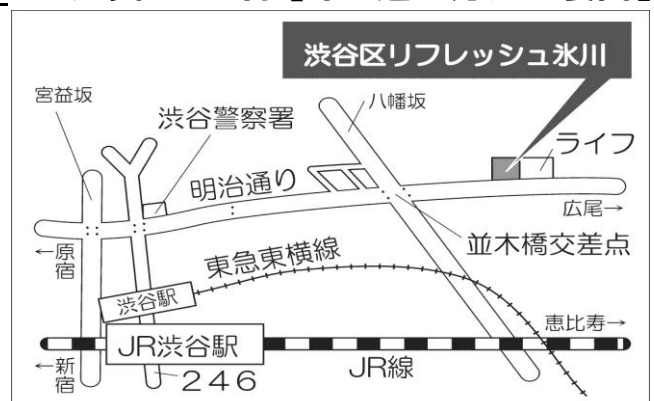 渋谷区リフレッシュ氷川
宮益坂
渋谷警察署
八幡坂
ライフ
明治通り
広尾→
並木橋交差点
←原宿
東急東横線
渋谷駅
恵比寿→
JR渋谷駅
JR線
←新宿
246